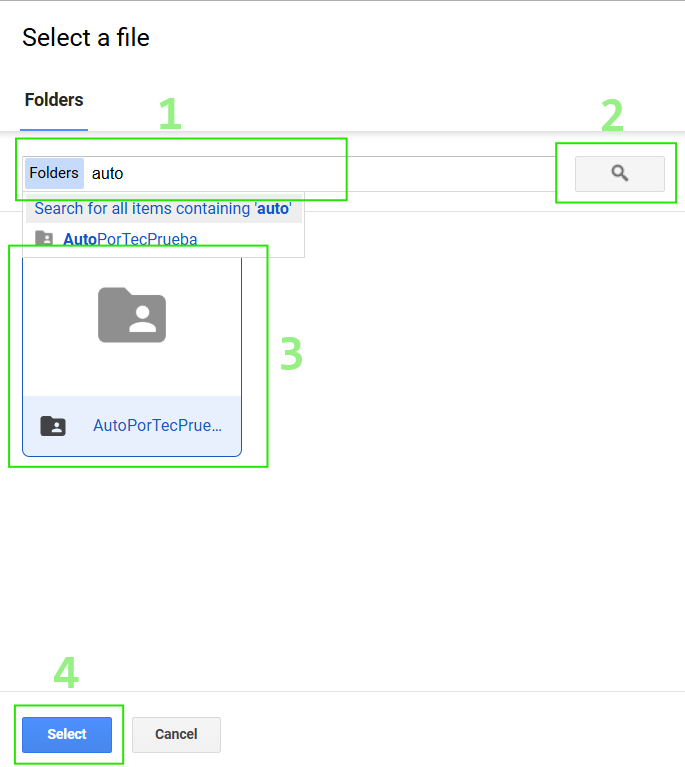 Select a file
Folders
1
2
Folders auto
Search for all items containing 'auto'
AutoPorTecPrueba
3
AutoPorTecPrue...
4
Select Cancel